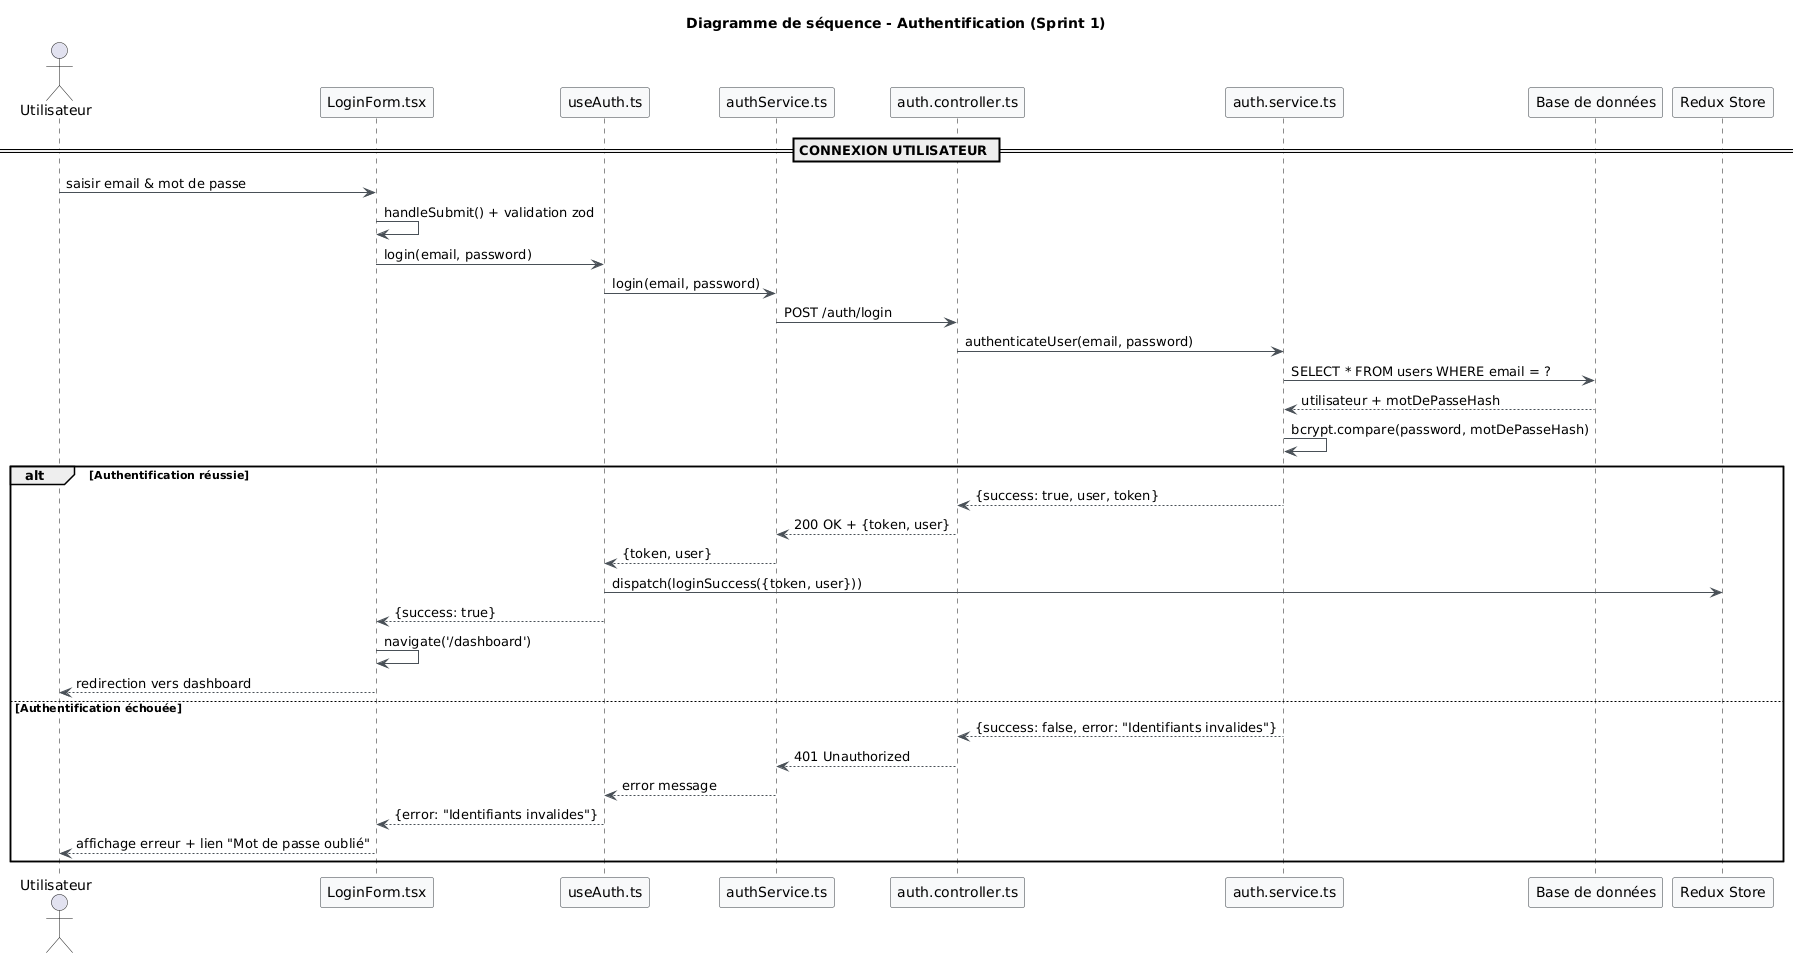 Diagramme de séquence - Authentification (Sprint 1)
Utilisateur
LoginForm.tsx
useAuth.ts
authService.ts
auth.controller.ts
auth.service.ts
Base de données
Redux Store
CONNEXION UTILISATEUR
saisir email & mot de passe
handleSubmit() + validation zod
login(email, password)
login(email, password)
POST /auth/login
authenticateUser(email, password)
SELECT * FROM users WHERE email = ?
utilisateur + motDePasseHash
bcrypt.compare(password, motDePasseHash)
alt
[Authentification réussie]
{success: true, user, token}
200 OK + {token, user}
{token, user}
dispatch(loginSuccess({token, user}))
{success: true}
navigate('/dashboard')
redirection vers dashboard
[Authentification échouée]
{success: false, error: "Identifiants invalides"}
401 Unauthorized
error message
{error: "Identifiants invalides"}
affichage erreur + lien "Mot de passe oublié"
Utilisateur
LoginForm.tsx
useAuth.ts
authService.ts
auth.controller.ts
auth.service.ts
Base de données
Redux Store